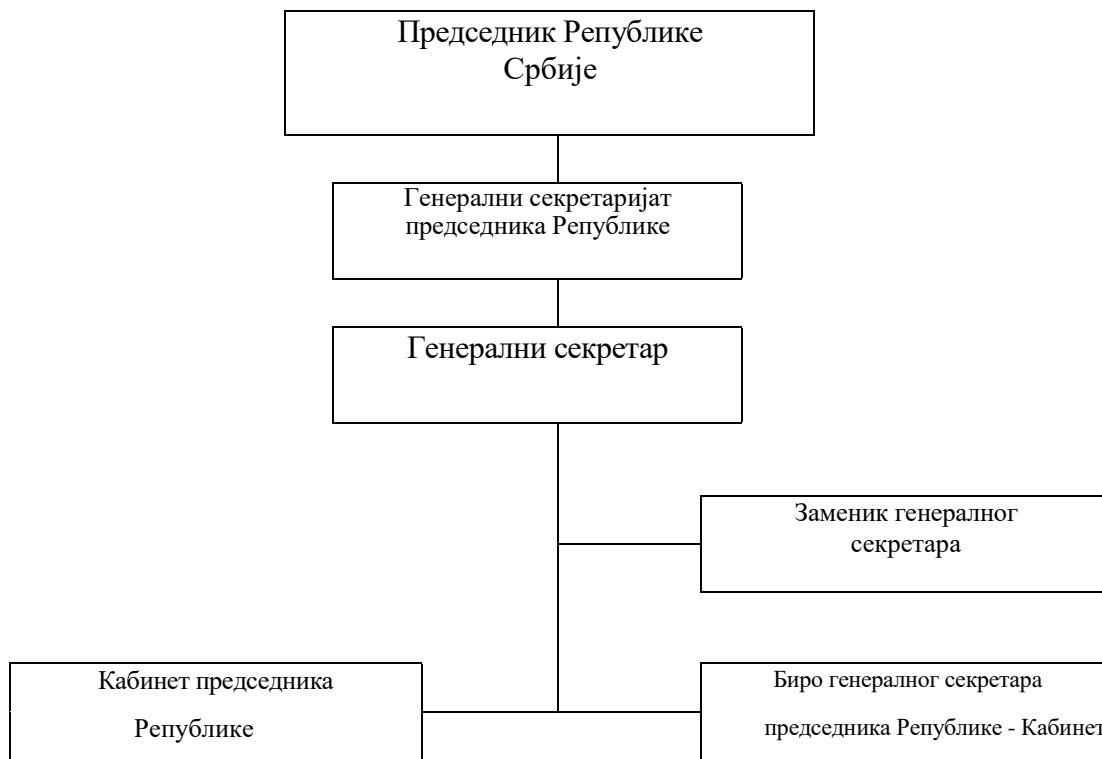 Председник Републике
Србије
Генерални секретаријат
председника Републике
Генерални секретар
Заменик генералног
секретара
Кабинет председника
Републике
Биро генералног секретара
председника Републике - Кабинет